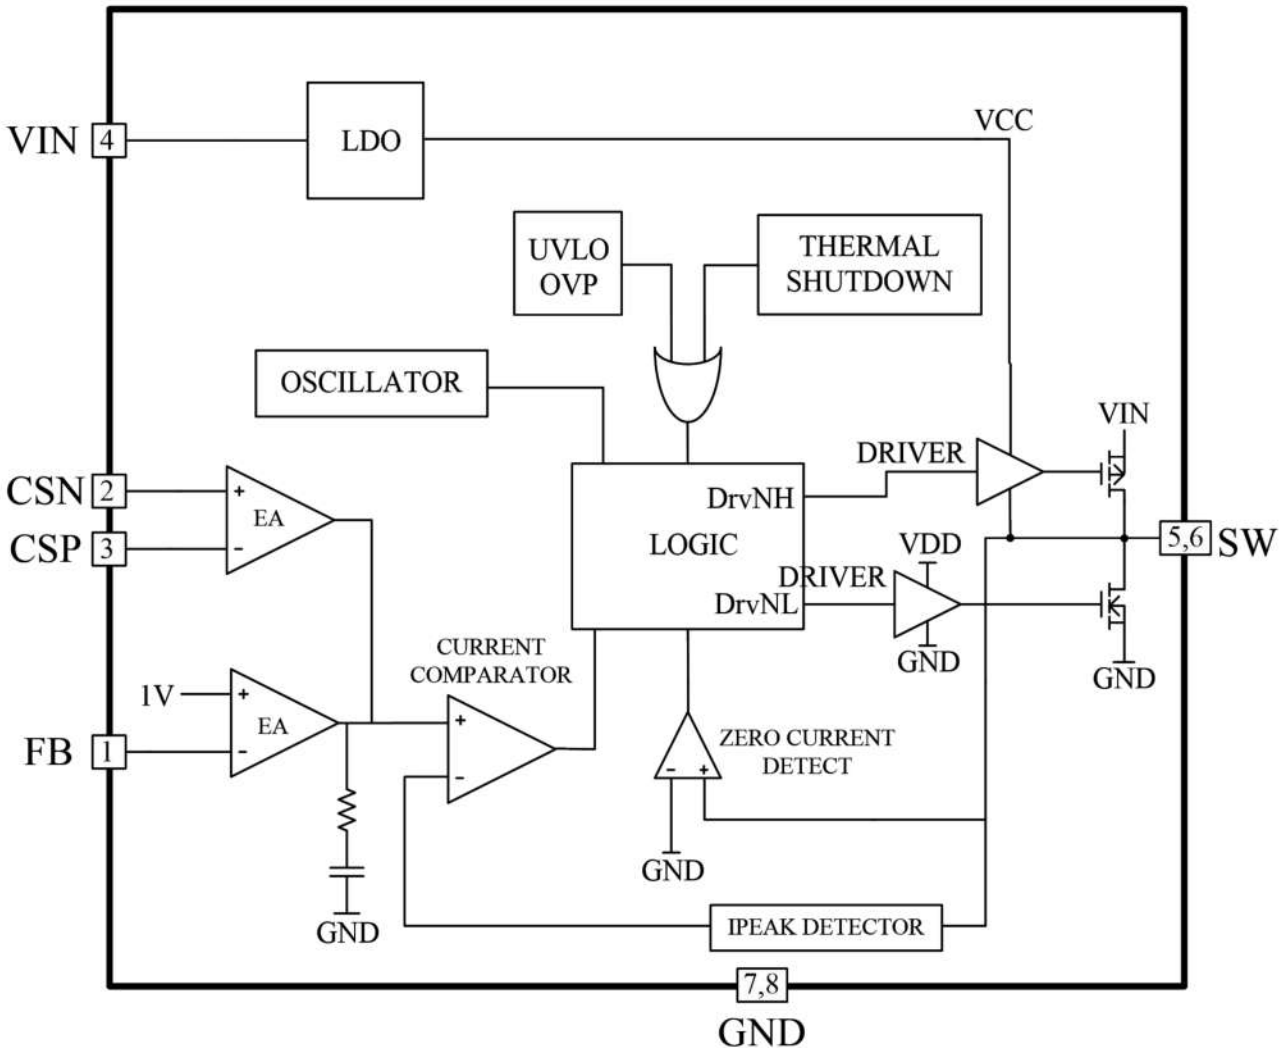 VCC
VIN 4
LDO
UVLO
OVP
THERMAL
SHUTDOWN
OSCILLATOR
VIN
DRIVER
CSN 2
+
EA
-
CSP 3
DrvNH
LOGIC
5,6 SW
VDD
DRIVER
DrvNL
GND
GND
CURRENT
COMPARATOR
1V
+
EA
-
FB 1
+
-
ZERO CURRENT
DETECT
- +
GND
GND
IPEAK DETECTOR
7,8
GND